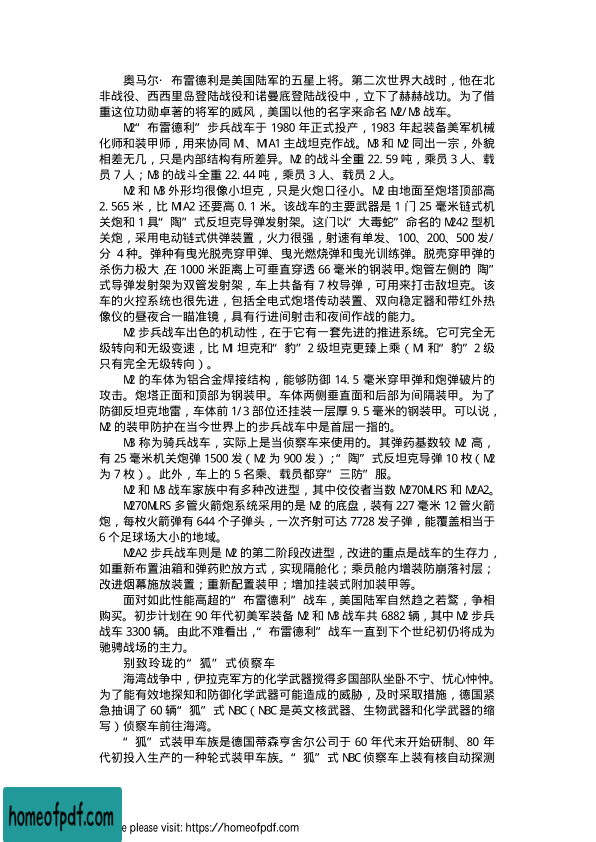 奥马尔·布雷德利是美国陆军的五星上将。第二次世界大战时，他在北
非战役、西西里岛登陆战役和诺曼底登陆战役中，立下了赫赫战功。为了借
重这位功勋卓著的将军的威风，美国以他的名字来命名 M2/M3 战车。
M2“布雷德利”步兵战车于 1980 年正式投产，1983 年起装备美军机械
化师和装甲师，用来协同 M1、M1A1 主战坦克作战。M3 和 M2 同出一宗，外貌
相差无几，只是内部结构有所差异。M2 的战斗全重 22.59 吨，乘员 3 人、载
员 7 人；M3 的战斗全重 22.44 吨，乘员 3 人、载员 2 人。
M2 和 M3 外形均很像小坦克，只是火炮口径小。M2 由地面至炮塔顶部高
2.565 米，比 M1A2 还要高 0.1 米。该战车的主要武器是 1 门 25 毫米链式机
关炮和 1 具“陶”式反坦克导弹发射架。这门以“大毒蛇”命名的 M242 型机
关炮，采用电动链式供弹装置，火力很强，射速有单发、100、200、500 发/
分 4 种。弹种有曳光脱壳穿甲弹、曳光燃烧弹和曳光训练弹。脱壳穿甲弹的
杀伤力极大，在 1000 米距离上可垂直穿透 66 毫米的钢装甲。炮管左侧的“陶”
式导弹发射架为双管发射架，车上共备有 7 枚导弹，可用来打击敌坦克。该
车的火控系统也很先进，包括全电式炮塔传动装置、双向稳定器和带红外热
像仪的昼夜合一瞄准镜，具有行进间射击和夜间作战的能力。
M2 步兵战车出色的机动性，在于它有一套先进的推进系统。它可完全无
级转向和无级变速，比 M1 坦克和“豹”2 级坦克更臻上乘（M1 和“豹”2 级
只有完全无级转向）。
M2 的车体为铝合金焊接结构，能够防御 14.5 毫米穿甲弹和炮弹破片的
攻击。炮塔正面和顶部为钢装甲。车体两侧垂直面和后部为间隔装甲。为了
防御反坦克地雷，车体前 1/3 部位还挂装一层厚 9.5 毫米的钢装甲。可以说，
M2 的装甲防护在当今世界上的步兵战车中是首屈一指的。
M3 称为骑兵战车，实际上是当侦察车来使用的。其弹药基数较 M2 高，
有 25 毫米机关炮弹 1500 发（M2 为 900 发）；“陶”式反坦克导弹 10 枚（M2
为 7 枚）。此外，车上的 5 名乘、载员都穿“三防”服。
M2 和 M3 战车家族中有多种改进型，其中佼佼者当数 M270MLRS 和 M2A2。
M270MLRS 多管火箭炮系统采用的是 M2 的底盘，装有 227 毫米 12 管火箭
炮，每枚火箭弹有 644 个子弹头，一次齐射可达 7728 发子弹，能覆盖相当于
6 个足球场大小的地域。
M2A2 步兵战车则是 M2 的第二阶段改进型，改进的重点是战车的生存力，
如重新布置油箱和弹药贮放方式，实现隔舱化；乘员舱内增装防崩落衬层；
改进烟幕施放装置；重新配置装甲；增加挂装式附加装甲等。
面对如此性能高超的“布雷德利”战车，美国陆军自然趋之若鹜，争相
购买。初步计划在 90 年代初美军装备 M2 和 M3 战车共 6882 辆，其中 M2 步兵
战车 3300 辆。由此不难看出，“布雷德利”战车一直到下个世纪初仍将成为
驰骋战场的主力。
别致玲珑的“狐”式侦察车
海湾战争中，伊拉克军方的化学武器搅得多国部队坐卧不宁、忧心忡忡。
为了能有效地探知和防御化学武器可能造成的威胁，及时采取措施，德国紧
急抽调了 60 辆“狐”式 NBC（NBC 是英文核武器、生物武器和化学武器的缩
写）侦察车前往海湾。
“狐”式装甲车族是德国蒂森亨舍尔公司于 60 年代末开始研制、80 年
代初投入生产的一种轮式装甲车族。“狐”式 NBC 侦察车上装有核自动探测
homeofpdf.com
e please visit: https://homeofpdf.com